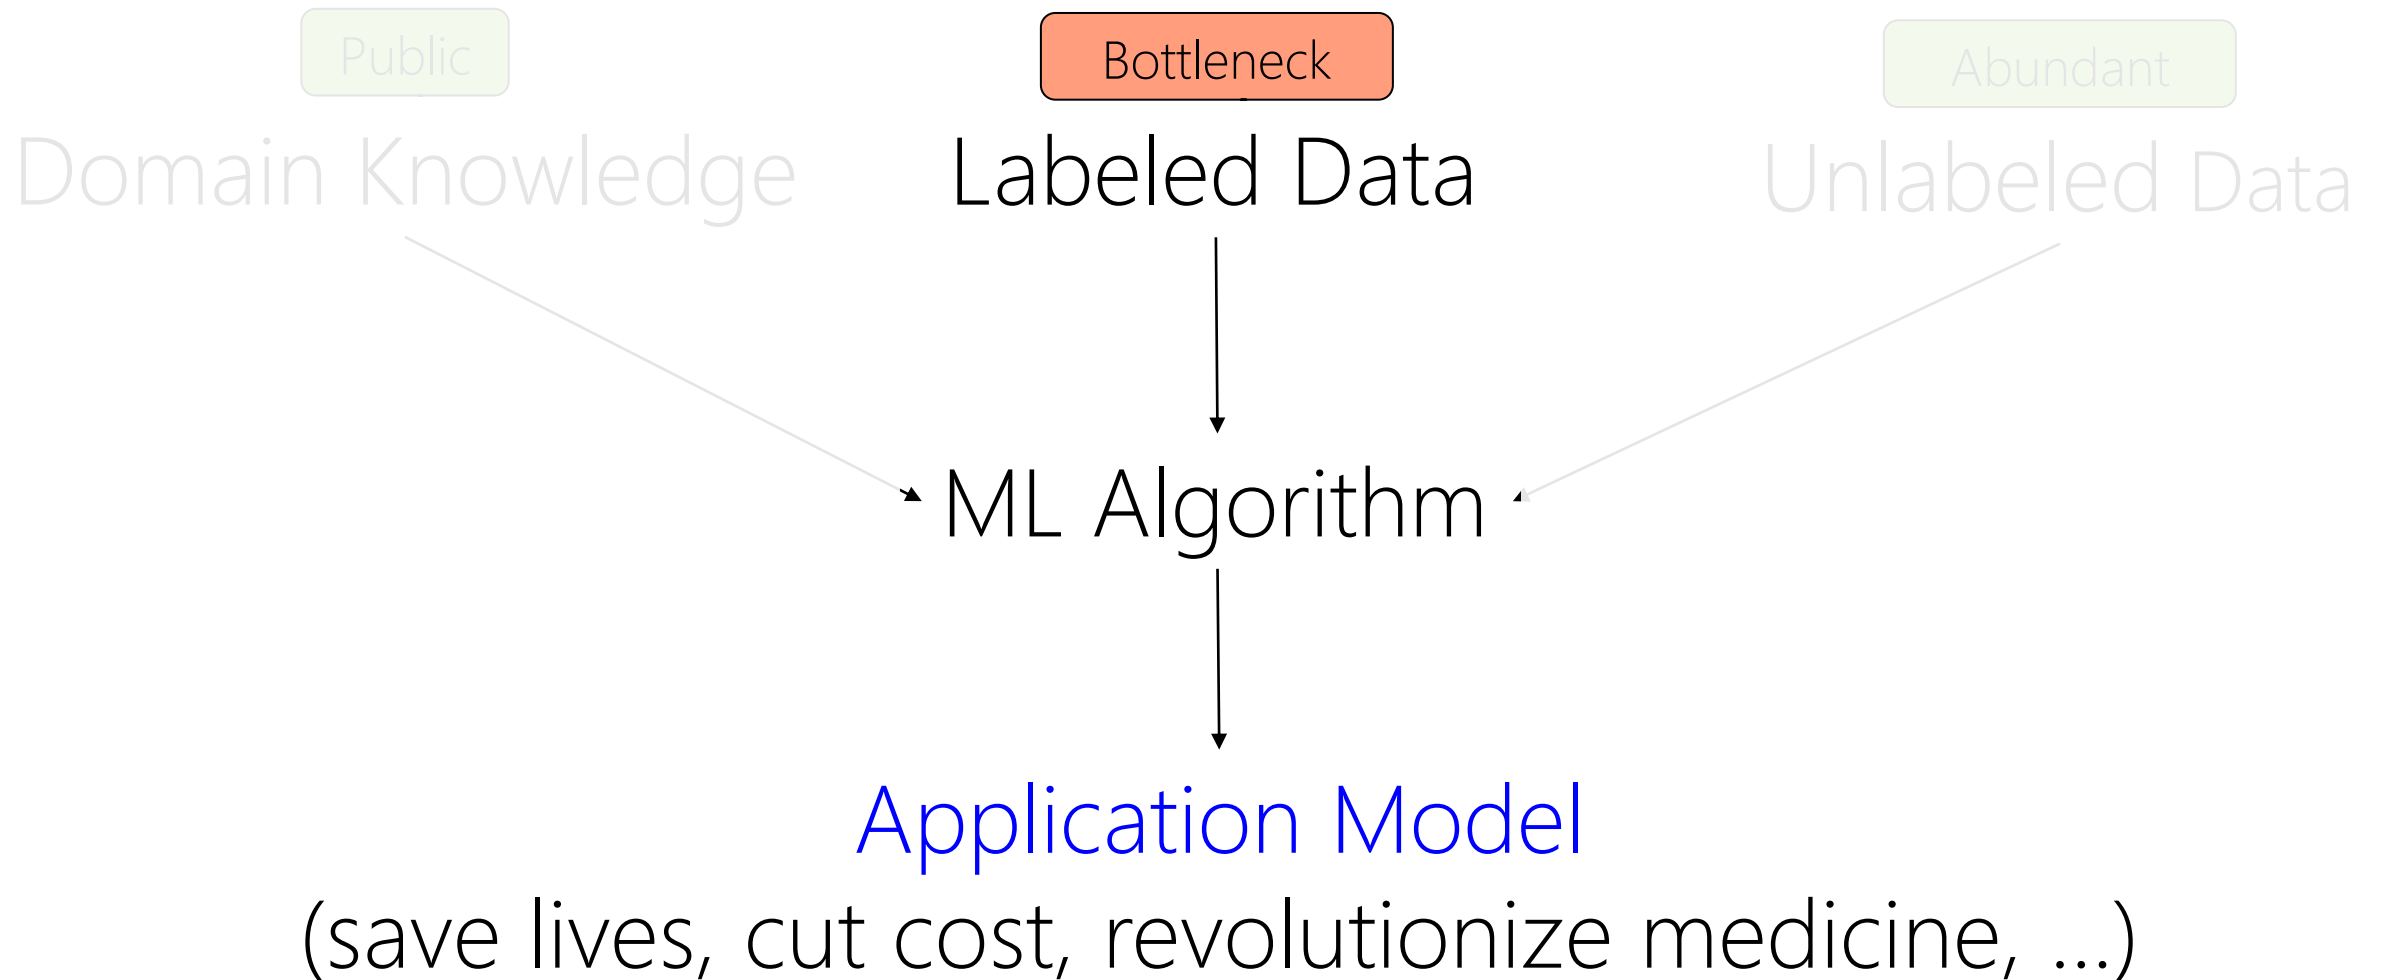 Public
Bottleneck
Abundant
Domain Knowledge
Labeled Data
Unlabeled Data
ML Algorithm
Application Model
(save lives, cut cost, revolutionize medicine, ...)